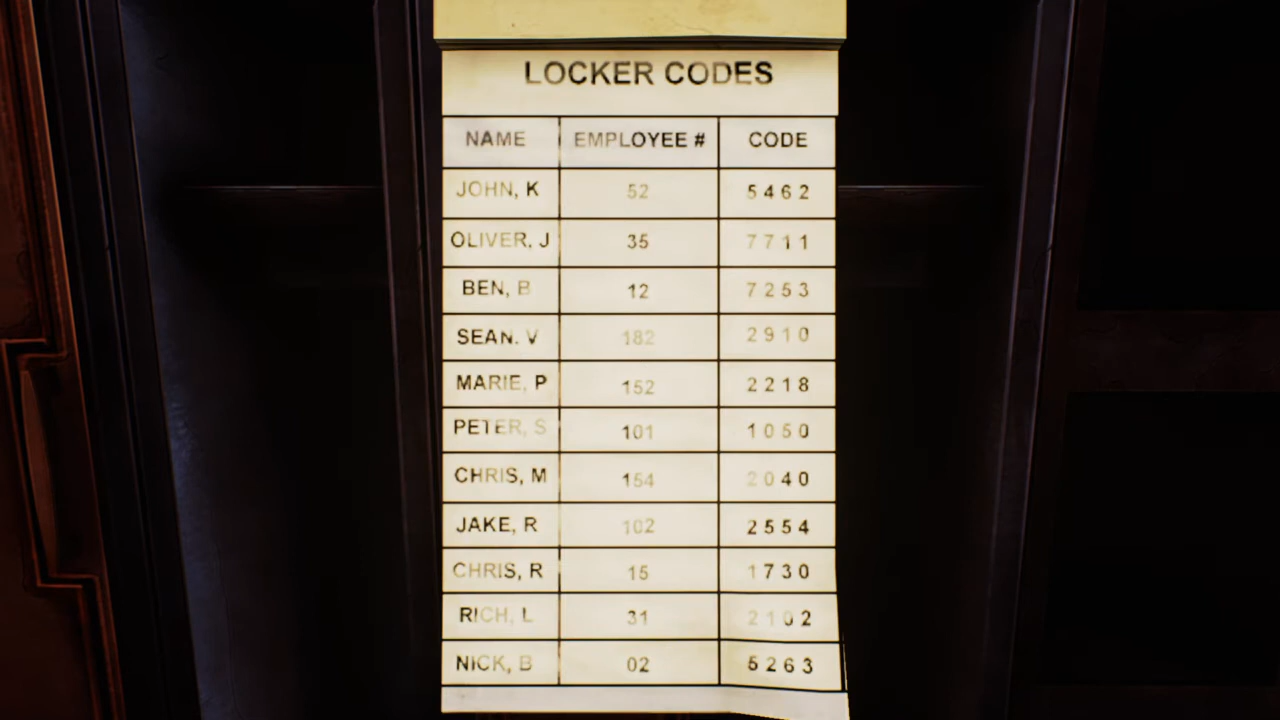 LOCKER CODES
NAME EMPLOYEE # CODE
JOHN, K 52 5462
OLIVER, J 35 7711
BEN, B 12 7253
SEAN. V 182 2910
MARIE, P 152 2218
PETER, S 101 1050
CHRIS, M 154 2040
JAKE, R 102 2554
CHRIS, R 15 1730
RICH, L 31 2102
NICK, B 02 5263